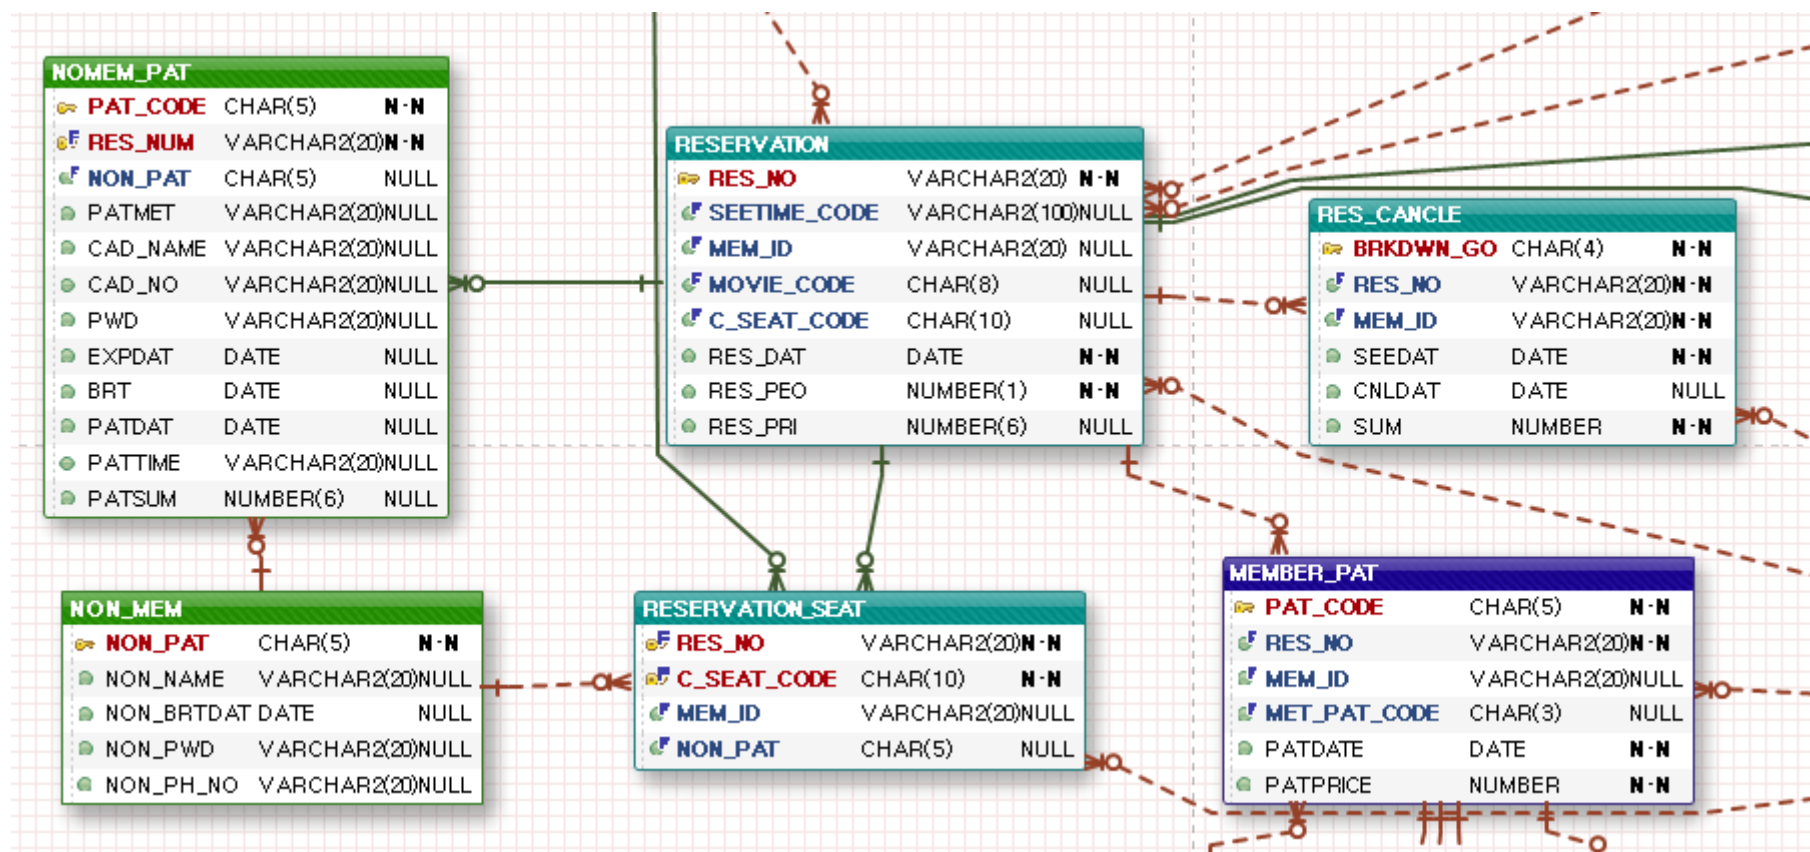 NOMEM_PAT
PAT_CODE CHAR(5) N-N
RES_NUM VARCHAR2(20) N-N
NON_PAT CHAR(5) NULL
PATMET VARCHAR2(20) NULL
CAD_NAME VARCHAR2(20) NULL
CAD_NO VARCHAR2(20) NULL
PWD VARCHAR2(20) NULL
EXPDAT DATE NULL
BRT DATE NULL
PATDAT DATE NULL
PATTIME VARCHAR2(20) NULL
PATSUM NUMBER(6) NULL
RESERVATION
RES_NO VARCHAR2(20) N-N
SEETIME_CODE VARCHAR2(100) NULL
MEM_ID VARCHAR2(20) NULL
MOVIE_CODE CHAR(8) NULL
C_SEAT_CODE CHAR(10) NULL
RES_DAT DATE N-N
RES_PEO NUMBER(1) N-N
RES_PRI NUMBER(6) NULL
RES_CANCLE
BRKDWN_GO CHAR(4) N-N
RES_NO VARCHAR2(20) N-N
MEM_ID VARCHAR2(20) N-N
SEEDAT DATE N-N
CNLDAT DATE NULL
SUM NUMBER N-N
NON_MEM
NON_PAT CHAR(5) N-N
NON_NAME VARCHAR2(20) NULL
NON_BRTDAT DATE NULL
NON_PWD VARCHAR2(20) NULL
NON_PH_NO VARCHAR2(20) NULL
RESERVATION_SEAT
RES_NO VARCHAR2(20) N-N
C_SEAT_CODE CHAR(10) N-N
MEM_ID VARCHAR2(20) NULL
NON_PAT CHAR(5) NULL
MEMBER_PAT
PAT_CODE CHAR(5) N-N
RES_NO VARCHAR2(20) N-N
MEM_ID VARCHAR2(20) NULL
MET_PAT_CODE CHAR(3) NULL
PATDATE DATE N-N
PATPRICE NUMBER N-N